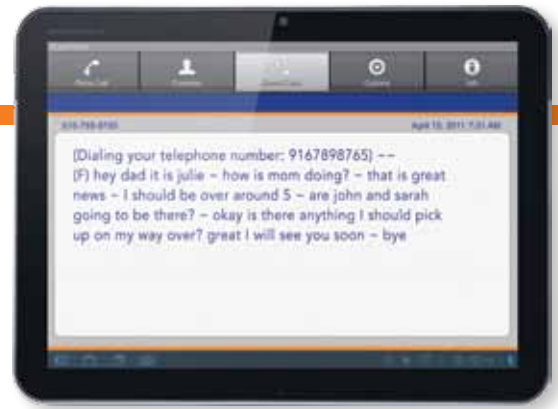 (Dialing your telephone number: 9167898765) ––
(F) hey dad it is julie – how is mom doing? – that is great
news – I should be over around 5 – are john and sarah
going to be there? – okay is there anything I should pick
up on my way over? great I will see you soon – bye